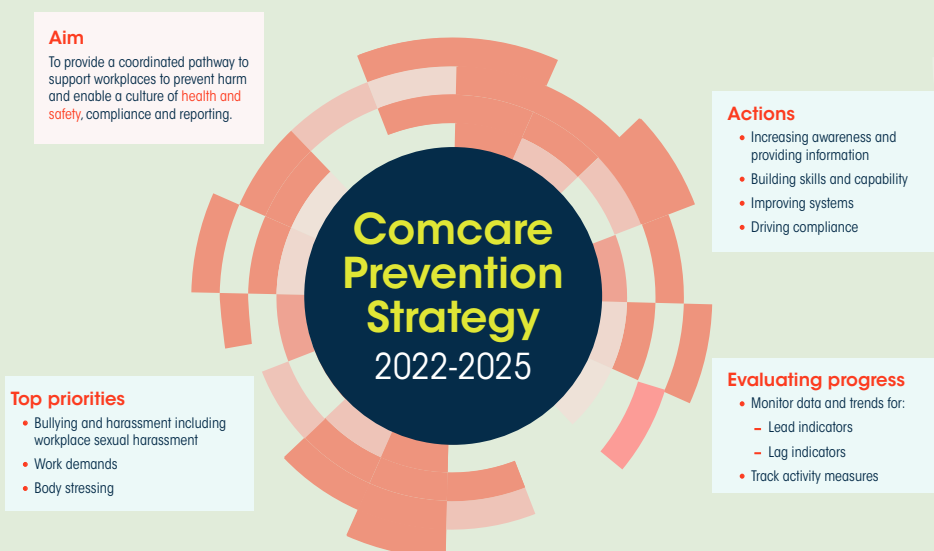 Aim
To provide a coordinated pathway to
support workplaces to prevent harm
and enable a culture of health and
safety, compliance and reporting.
Comcare
Prevention
Strategy
2022-2025
Actions
• Increasing awareness and
providing information
• Building skills and capability
• Improving systems
• Driving compliance
Top priorities
• Bullying and harassment including
workplace sexual harassment
• Work demands
• Body stressing
Evaluating progress
• Monitor data and trends for:
– Lead indicators
– Lag indicators
• Track activity measures